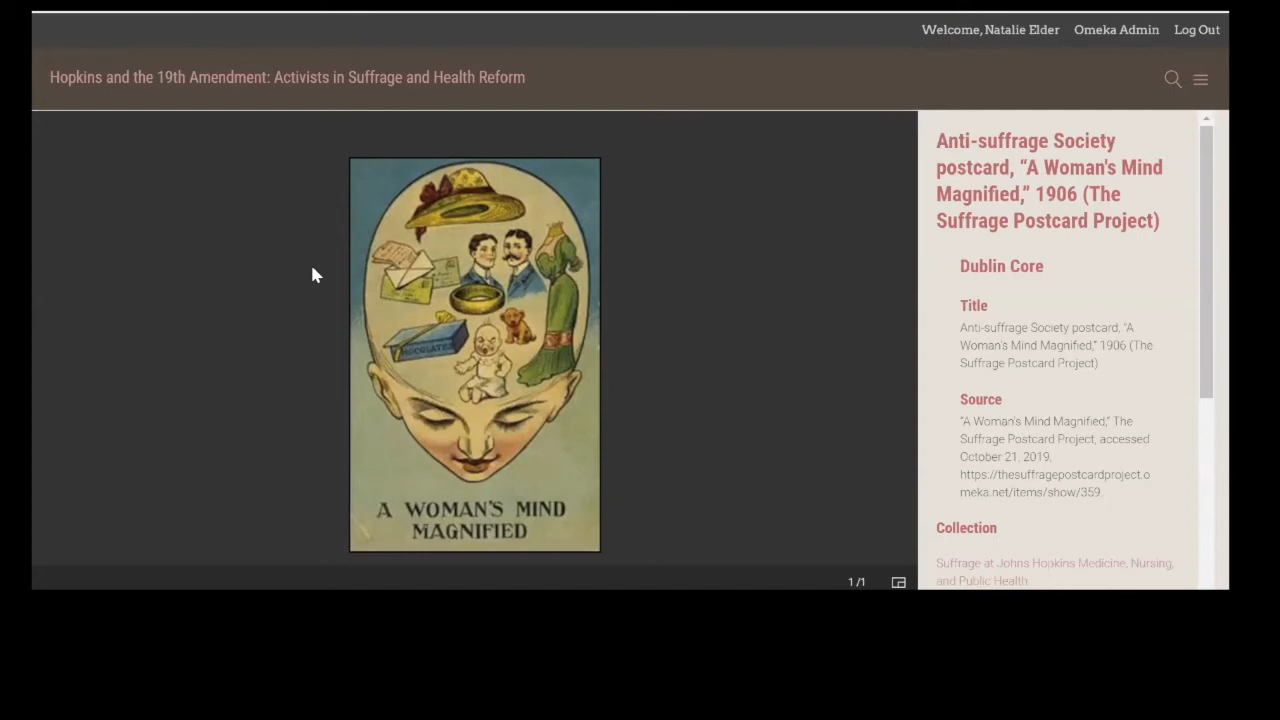 Welcome, Natalie Elder Omeka Admin Log Out
Hopkins and the 19th Amendment: Activists in Suffrage and Health Reform
CHOCOLATES
A WOMAN'S MIND
MAGNIFIED
1 /1
Anti-suffrage Society
postcard, “A Woman's Mind
Magnified,” 1906 (The
Suffrage Postcard Project)
Dublin Core
Title
Anti-suffrage Society postcard, “A
Woman's Mind Magnified,” 1906 (The
Suffrage Postcard Project)
Source
“A Woman's Mind Magnified,” The
Suffrage Postcard Project, accessed
October 21, 2019,
https://thesuffragepostcardproject.o
meka.net/items/show/359.
Collection
Suffrage at Johns Hopkins Medicine, Nursing,
and Public Health